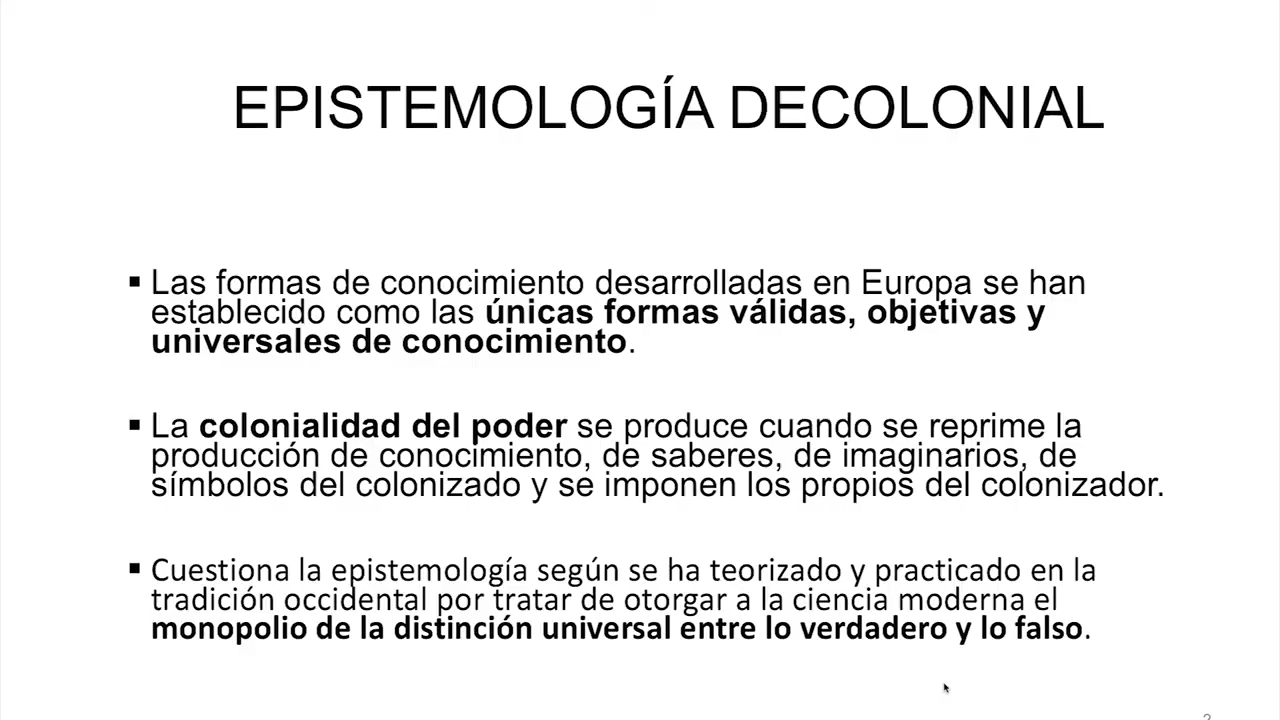 EPISTEMOLOGÍA DECOLONIAL
▪ Las formas de conocimiento desarrolladas en Europa se han
establecido como las únicas formas válidas, objetivas y
universales de conocimiento.
▪ La colonialidad del poder se produce cuando se reprime la
producción de conocimiento, de saberes, de imaginarios, de
símbolos del colonizado y se imponen los propios del colonizador.
▪ Cuestiona la epistemología según se ha teorizado y practicado en la
tradición occidental por tratar de otorgar a la ciencia moderna el
monopolio de la distinción universal entre lo verdadero y lo falso.